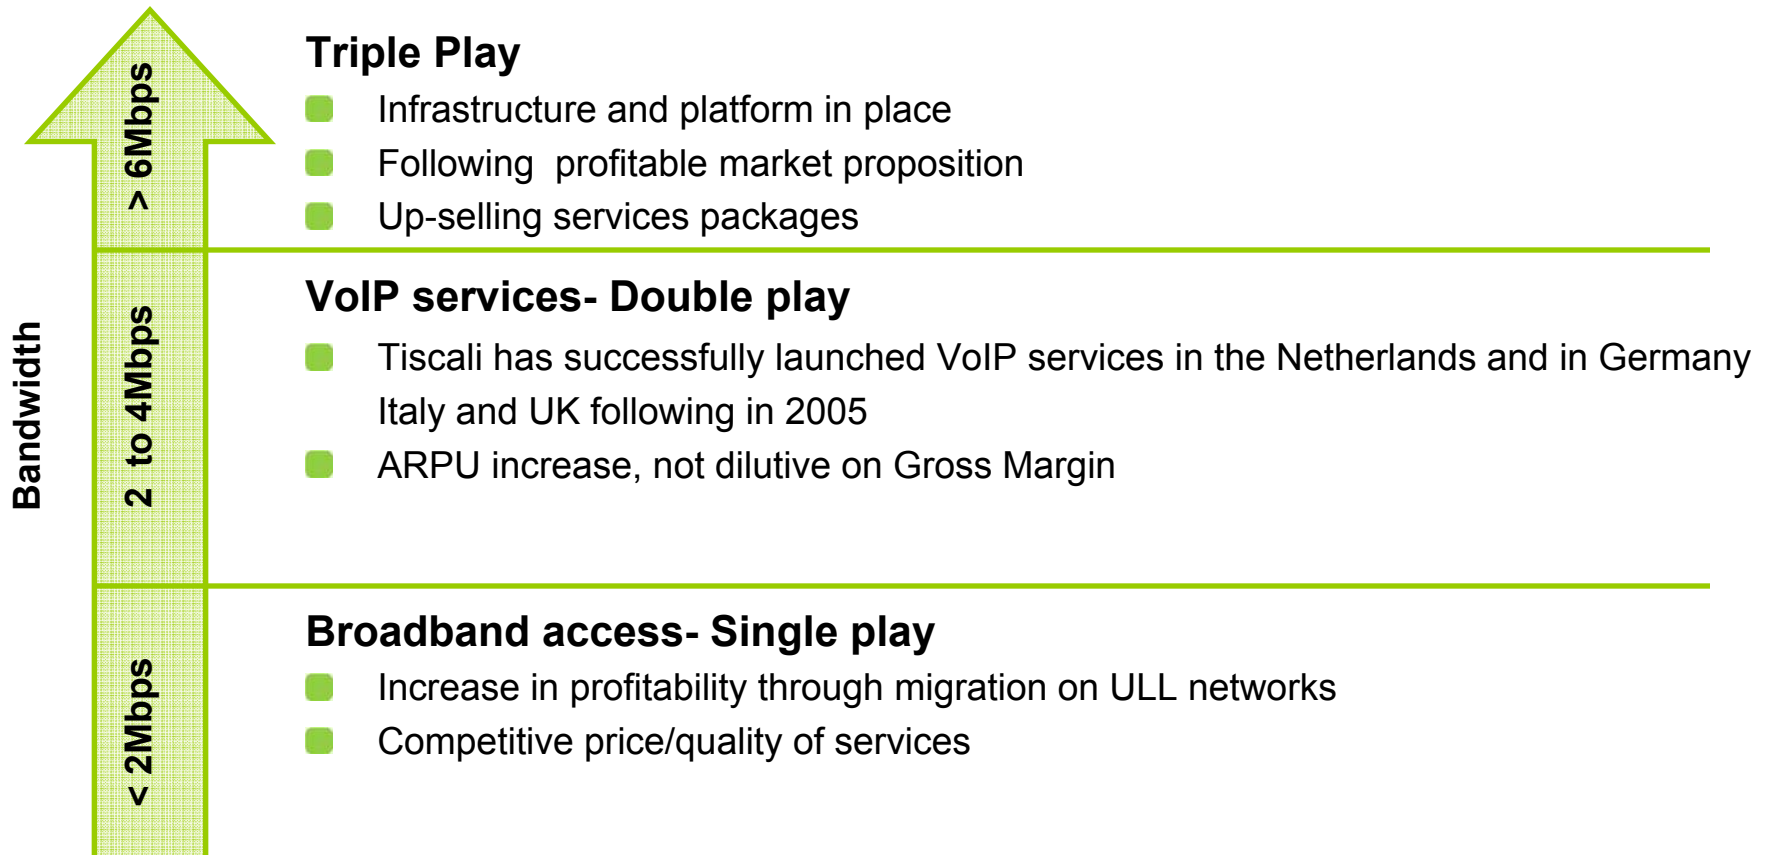 Bandwidth
> 6Mbps
Triple Play
Infrastructure and platform in place
Following profitable market proposition
Up-selling services packages
2 to 4Mbps
VoIP services- Double play
Tiscali has successfully launched VoIP services in the Netherlands and in Germany
Italy and UK following in 2005
ARPU increase, not dilutive on Gross Margin
< 2Mbps
Broadband access- Single play
Increase in profitability through migration on ULL networks
Competitive price/quality of services